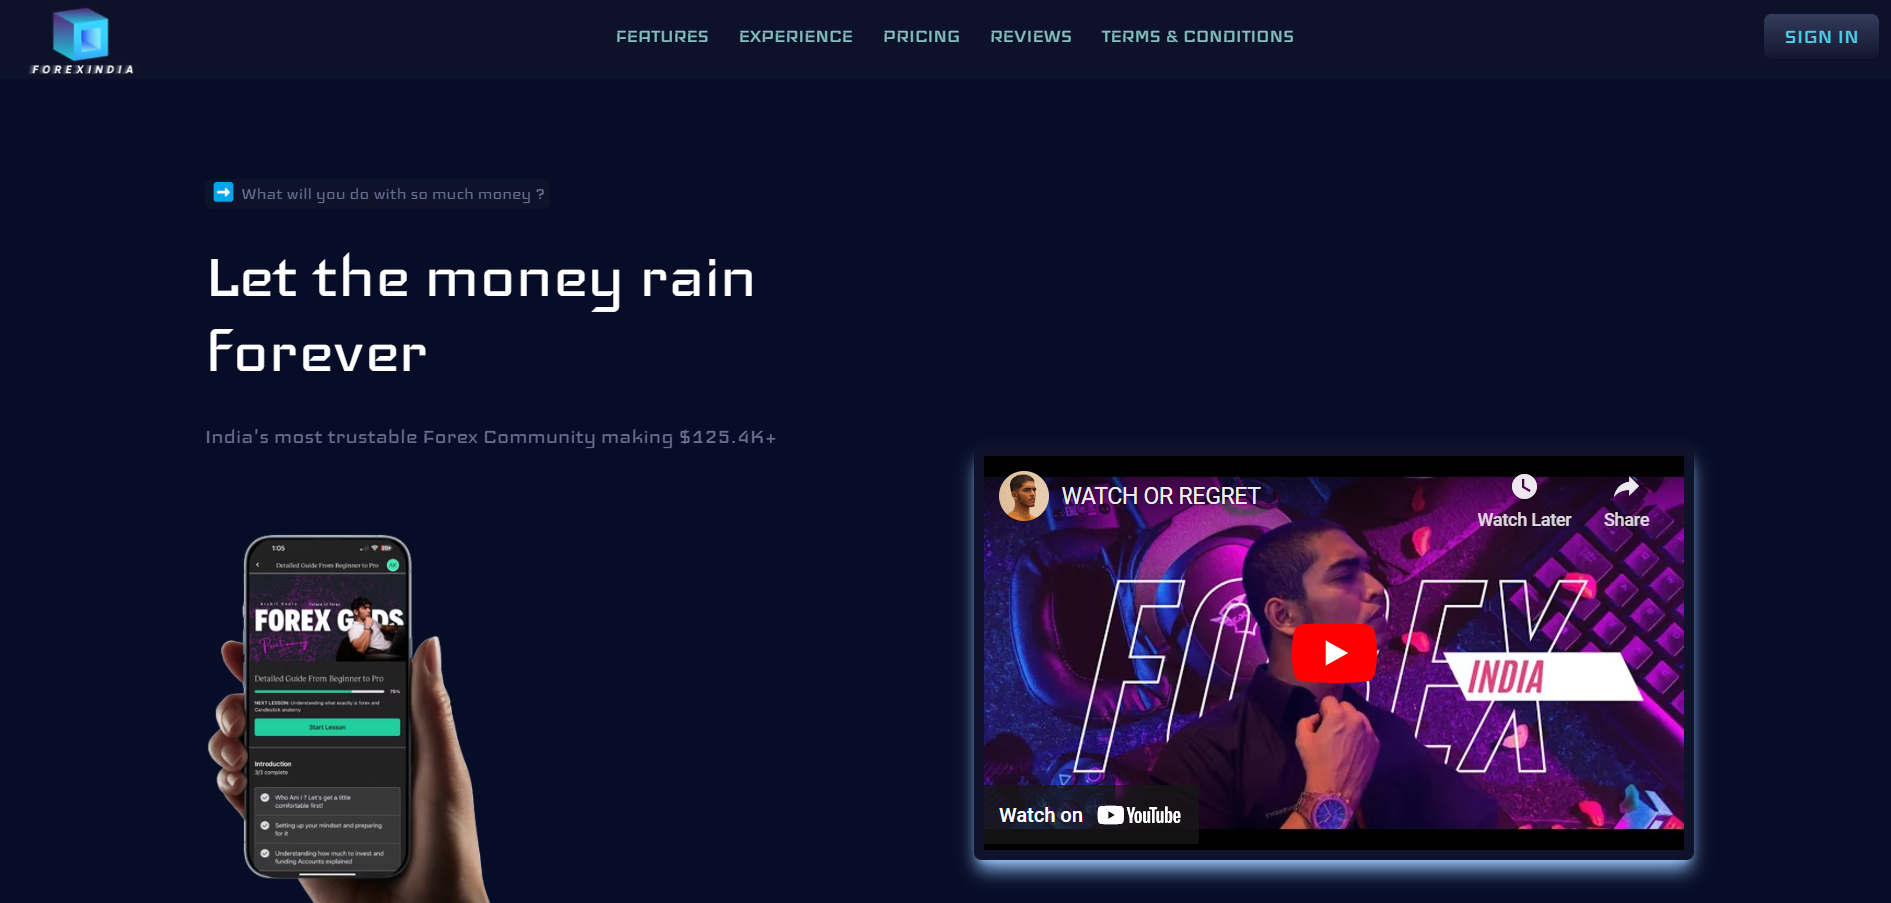 FEATURES
EXPERIENCE
PRICING
REVIEWS
TERMS & CONDITIONS
SIGN IN
FOREXINDIA
What will you do with so much money ?
Let the money rain
Forever
India's most trustable Forex Community making $125.4K+
WATCH OR REGRET
Watch Later
Share
FOREX
INDIA
Watch on YouTube
1:05
20+
Detailed Guide From Beginner to Pro
FOREX GODS
Detailed Guide From Beginner to Pro
NEXT LESSON: Understanding what exactly is forex and
Candlestick anatomy
Start Lesson
Introduction
3/3 complete
Who Am I ? Let's get a little
comfortable first!
Setting up your mindset and preparing
for it
Understanding how much to invest and
funding Accounts explained